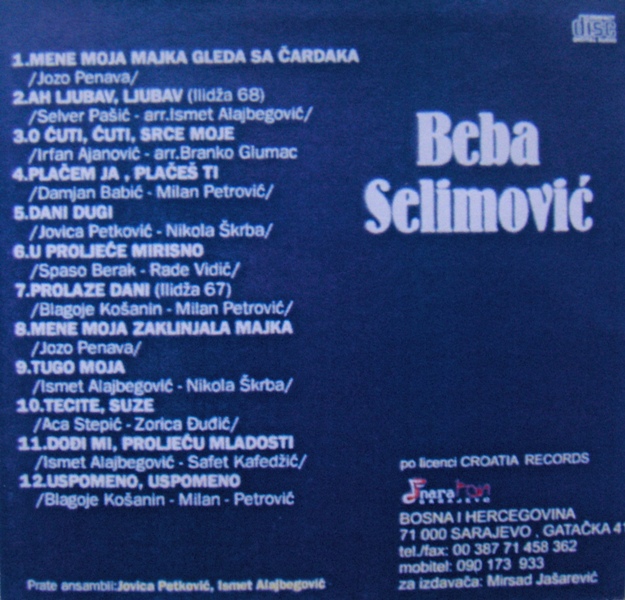 disc
1.MENE MOJA MAJKA GLEDA SA ČARDAKA
/Jozo Penava/
2.AH LJUBAV, LJUBAV (Ilidža 68)
/Selver Pašić - arr.Ismet Alajbegović/
3.O ĆUTI, ĆUTI, SRCE MOJE
/Irfan Ajanović - arr.Branko Glumac
4.PLAČEM JA , PLAČEŠ TI
/Damjan Babić - Milan Petrović/
5.DANI DUGI
/Jovica Petković - Nikola Škrba/
6.U PROLJEĆE MIRISNO
/Spaso Berak - Rade Vidić/
7.PROLAZE DANI (Ilidža 67)
/Blagoje Košanin - Milan Petrović/
8.MENE MOJA ZAKLINJALA MAJKA
/Jozo Penava/
9.TUGO MOJA
/Ismet Alajbegović - Nikola Škrba/
10.TECITE, SUZE
/Aca Stepić - Zorica Đuđić/
11.DOĐI MI, PROLJEĆU MLADOSTI
/Ismet Alajbegović - Safet Kafedžić/
12.USPOMENO, USPOMENO
/Blagoje Košanin - Milan - Petrović
Prate ansambli:Jovica Petković, Ismet Alajbegović
Beba
Selimović
po licenci CROATIA RECORDS
SARAJEVO
BOSNA I HERCEGOVINA
71 000 SARAJEVO , GATAČKA 41
tel./fax: 00 387 71 458 362
mobitel: 090 173 933
za izdavača: Mirsad Jašarević